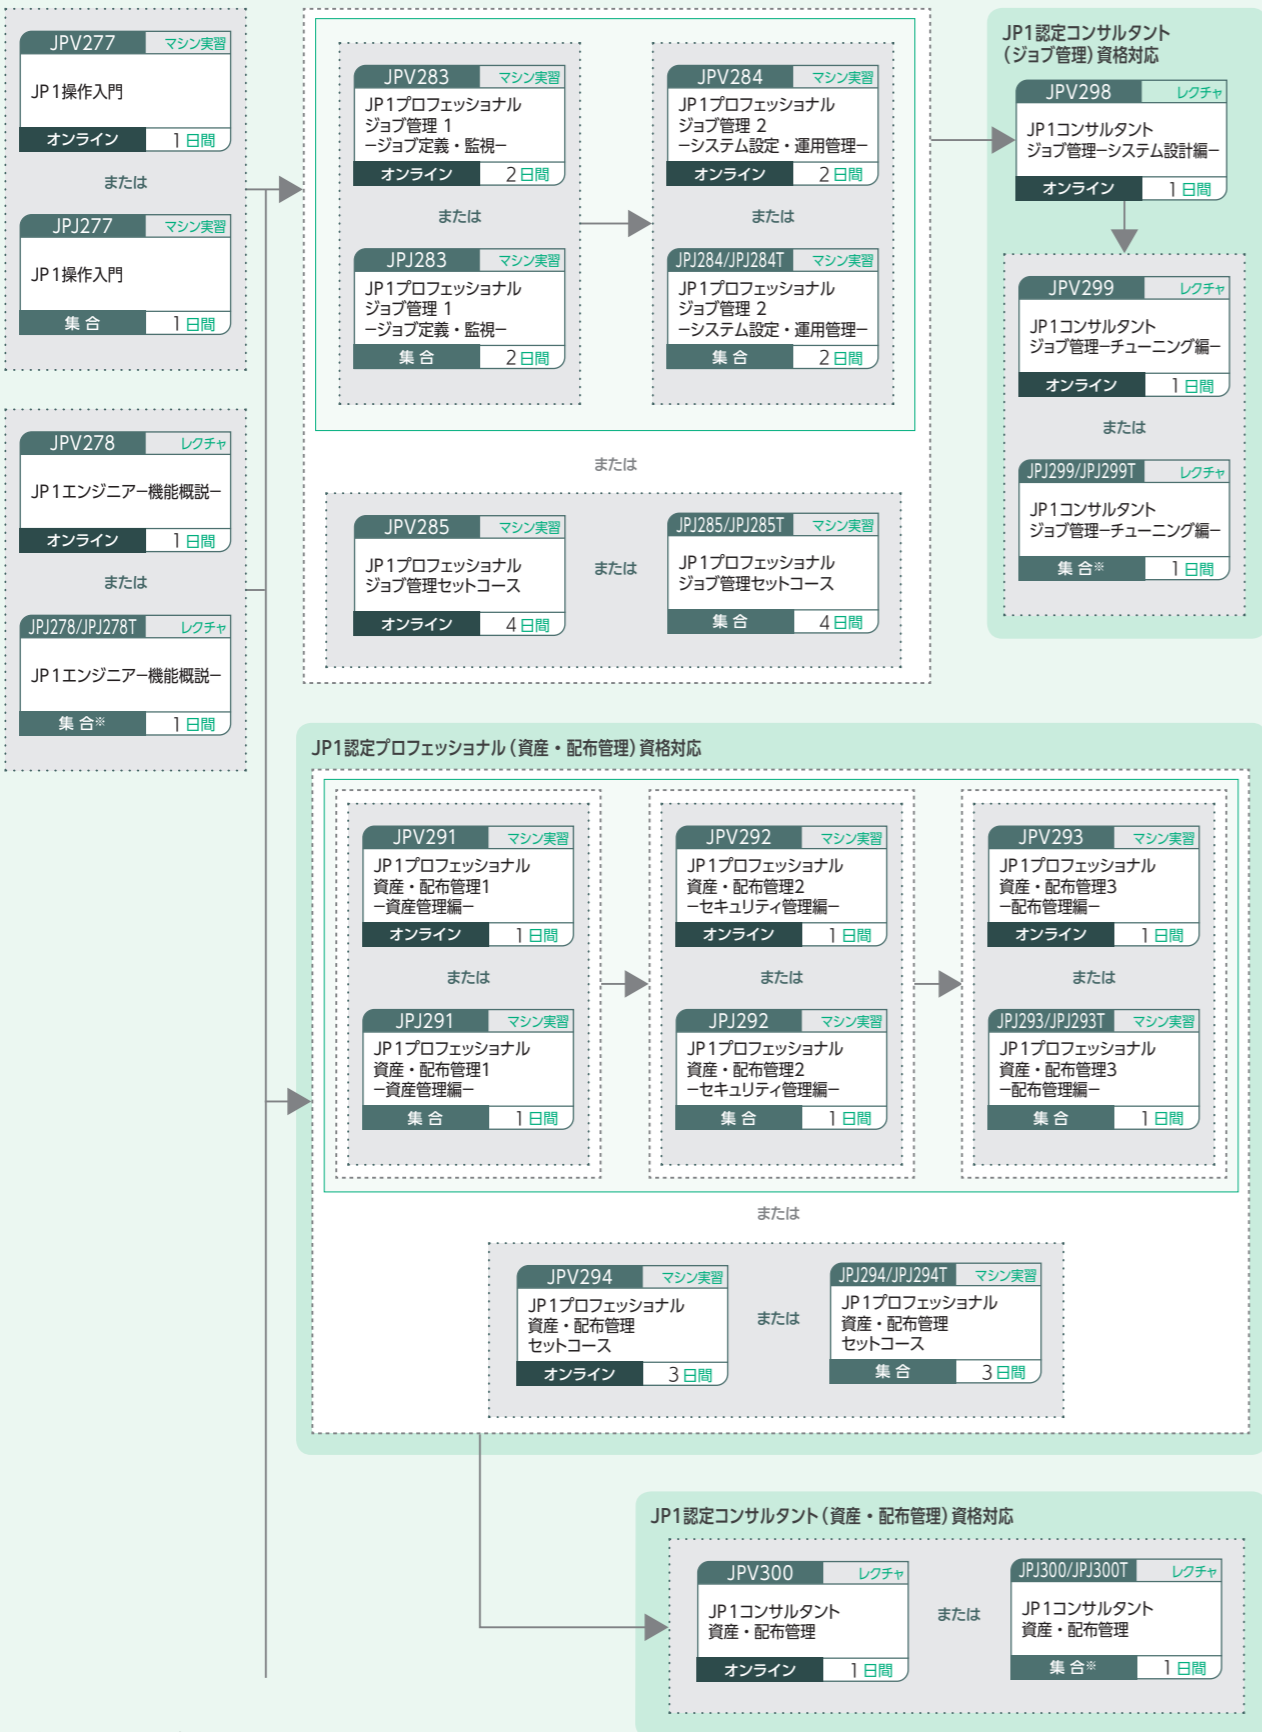 JPV277 マシン実習
JP1操作入門
オンライン 1日間
または
JPJ277 マシン実習
JP1操作入門
集合 1日間
JPV278 レクチャ
JP1エンジニアー機能概説ー
オンライン 1日間
または
JPJ278/JPJ278T レクチャ
JP1エンジニアー機能概説ー
集合※ 1日間
JPV283 マシン実習
JP1プロフェッショナル
ジョブ管理 1
ージョブ定義・監視ー
オンライン 2日間
または
JPJ283 マシン実習
JP1プロフェッショナル
ジョブ管理 1
ージョブ定義・監視ー
集合 2日間
JPV284 マシン実習
JP1プロフェッショナル
ジョブ管理 2
ーシステム設定・運用管理ー
オンライン 2日間
または
JPJ284/JPJ284T マシン実習
JP1プロフェッショナル
ジョブ管理 2
ーシステム設定・運用管理ー
集合 2日間
または
JPV285 マシン実習
JP1プロフェッショナル
ジョブ管理セットコース
オンライン 4日間
または
JPJ285/JPJ285T マシン実習
JP1プロフェッショナル
ジョブ管理セットコース
集合 4日間
JP1認定コンサルタント
(ジョブ管理)資格対応
JPV298 レクチャ
JP1コンサルタント
ジョブ管理ーシステム設計編ー
オンライン 1日間
JPV299 レクチャ
JP1コンサルタント
ジョブ管理ーチューニング編ー
オンライン 1日間
または
JPJ299/JPJ299T レクチャ
JP1コンサルタント
ジョブ管理ーチューニング編ー
集合※ 1日間
JP1認定プロフェッショナル(資産・配布管理)資格対応
JPV291 マシン実習
JP1プロフェッショナル
資産・配布管理1
ー資産管理編ー
オンライン 1日間
または
JPJ291 マシン実習
JP1プロフェッショナル
資産・配布管理1
ー資産管理編ー
集合 1日間
JPV292 マシン実習
JP1プロフェッショナル
資産・配布管理2
ーセキュリティ管理編ー
オンライン 1日間
または
JPJ292 マシン実習
JP1プロフェッショナル
資産・配布管理2
ーセキュリティ管理編ー
集合 1日間
JPV293 マシン実習
JP1プロフェッショナル
資産・配布管理3
ー配布管理編ー
オンライン 1日間
または
JPJ293/JPJ293T マシン実習
JP1プロフェッショナル
資産・配布管理3
ー配布管理編ー
集合 1日間
または
JPV294 マシン実習
JP1プロフェッショナル
資産・配布管理
セットコース
オンライン 3日間
または
JPJ294/JPJ294T マシン実習
JP1プロフェッショナル
資産・配布管理
セットコース
集合 3日間
JP1認定コンサルタント(資産・配布管理)資格対応
JPV300 レクチャ
JP1コンサルタント
資産・配布管理
オンライン 1日間
または
JPJ300/JPJ300T レクチャ
JP1コンサルタント
資産・配布管理
集合※ 1日間